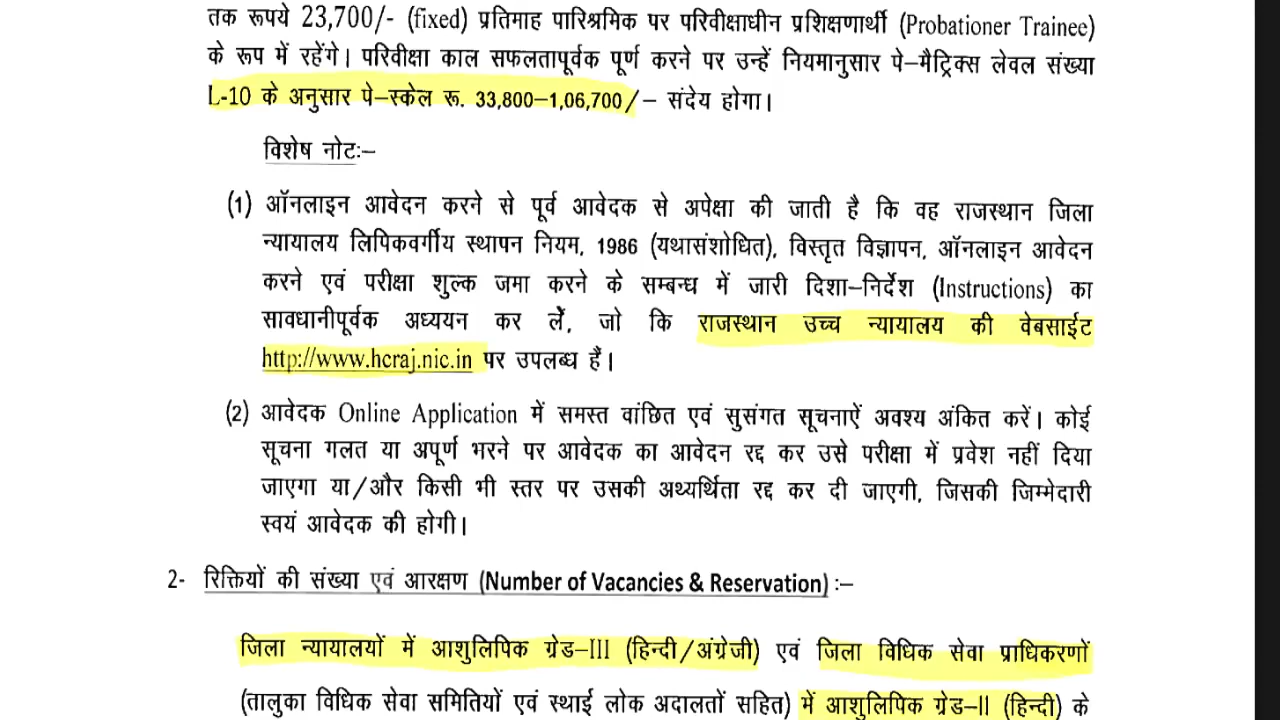 तक रूपये 23,700/- (fixed) प्रतिमाह पारिश्रमिक पर परिवीक्षाधीन प्रशिक्षणार्थी (Probationer Trainee)
के रूप में रहेंगे। परिवीक्षा काल सफलतापूर्वक पूर्ण करने पर उन्हें नियमानुसार पे–मैट्रिक्स लेवल संख्या
L-10 के अनुसार पे–स्केल रू. 33,800–1,06,700/– संदेय होगा।
विशेष नोटः–
(1) ऑनलाइन आवेदन करने से पूर्व आवेदक से अपेक्षा की जाती है कि वह राजस्थान जिला
न्यायालय लिपिकवर्गीय स्थापन नियम, 1986 (यथासंशोधित), विस्तृत विज्ञापन, ऑनलाइन आवेदन
करने एवं परीक्षा शुल्क जमा करने के सम्बन्ध में जारी दिशा–निर्देश (Instructions) का
सावधानीपूर्वक अध्ययन कर लें, जो कि राजस्थान उच्च न्यायालय की वेबसाईट
http://www.hcraj.nic.in पर उपलब्ध हैं।
(2) आवेदक Online Application में समस्त वांछित एवं सुसंगत सूचनाऐं अवश्य अंकित करें। कोई
सूचना गलत या अपूर्ण भरने पर आवेदक का आवेदन रद्द कर उसे परीक्षा में प्रवेश नहीं दिया
जाएगा या/और किसी भी स्तर पर उसकी अभ्यर्थिता रद्द कर दी जाएगी, जिसकी जिम्मेदारी
स्वयं आवेदक की होगी।
2- रिक्तियों की संख्या एवं आरक्षण (Number of Vacancies & Reservation) :–
जिला न्यायालयों में आशुलिपिक ग्रेड–III (हिन्दी/अंग्रेजी) एवं जिला विधिक सेवा प्राधिकरणों
(तालुका विधिक सेवा समितियों एवं स्थाई लोक अदालतों सहित) में आशुलिपिक ग्रेड–II (हिन्दी) के